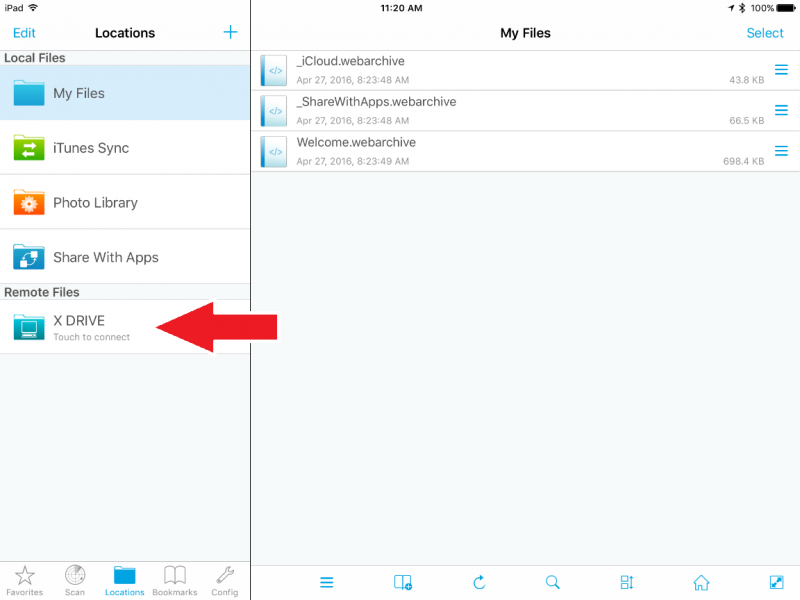 iPad
11:20 AM
100%
Edit
Locations
+
My Files
Select
Local Files
My Files
iTunes Sync
Photo Library
Share With Apps
Remote Files
X DRIVE
Touch to connect
_iCloud.webarchive
Apr 27, 2016, 8:23:48 AM
43.8 KB
_ShareWithApps.webarchive
Apr 27, 2016, 8:23:48 AM
66.5 KB
Welcome.webarchive
Apr 27, 2016, 8:23:49 AM
698.4 KB
Favorites
Scan
Locations
Bookmarks
Config